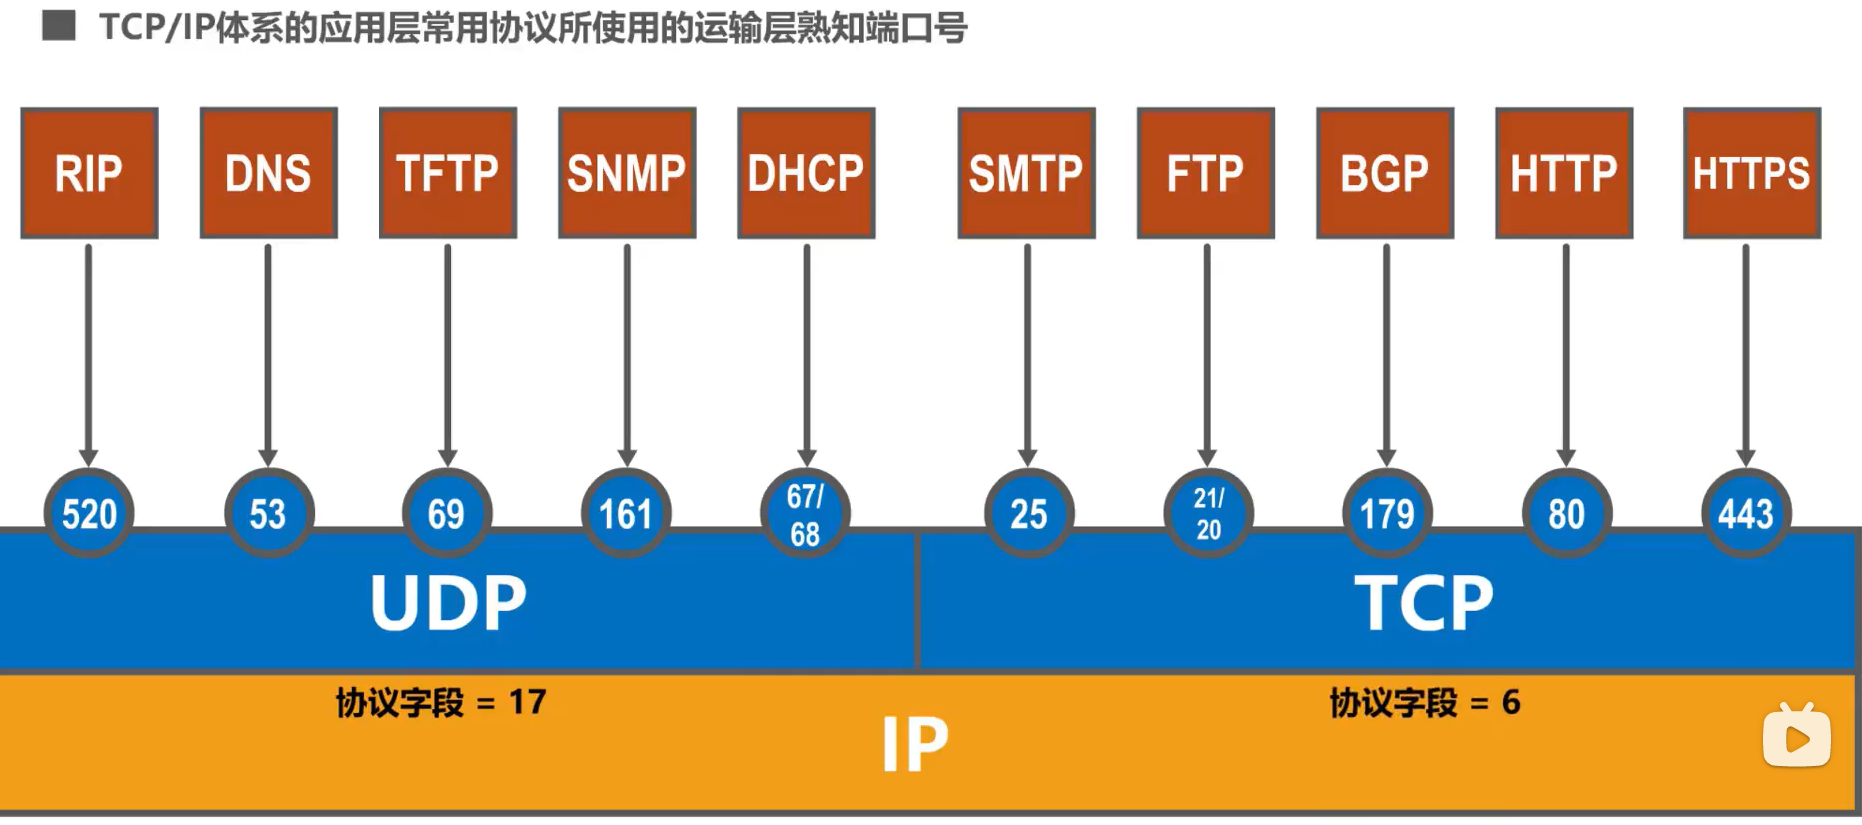 TCP/IP体系的应用层常用协议所使用的运输层熟知端口号
RIP
DNS
TFTP
SNMP
DHCP
SMTP
FTP
BGP
HTTP
HTTPS
520
53
69
161
67/
68
25
21/
20
179
80
443
UDP
TCP
协议字段 = 17
协议字段 = 6
IP